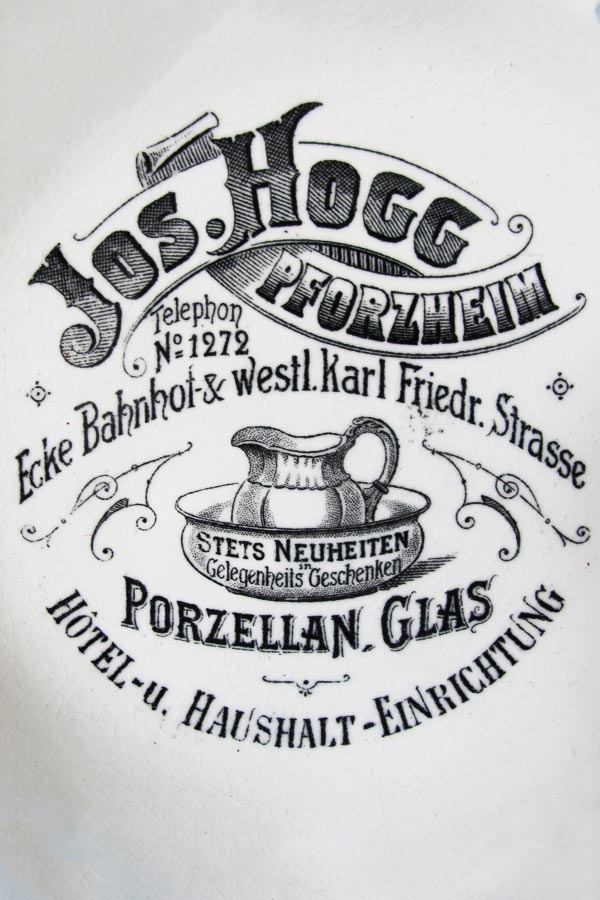 Jos. Hogg
Pforzheim
Telephon
No. 1272
Ecke Bahnhof-& westl. Karl Friedr. Strasse
Stets Neuheiten
in
Gelegenheits Geschenken
Porzellan. Glas
Hôtel-u. Haushalt-Einrichtung